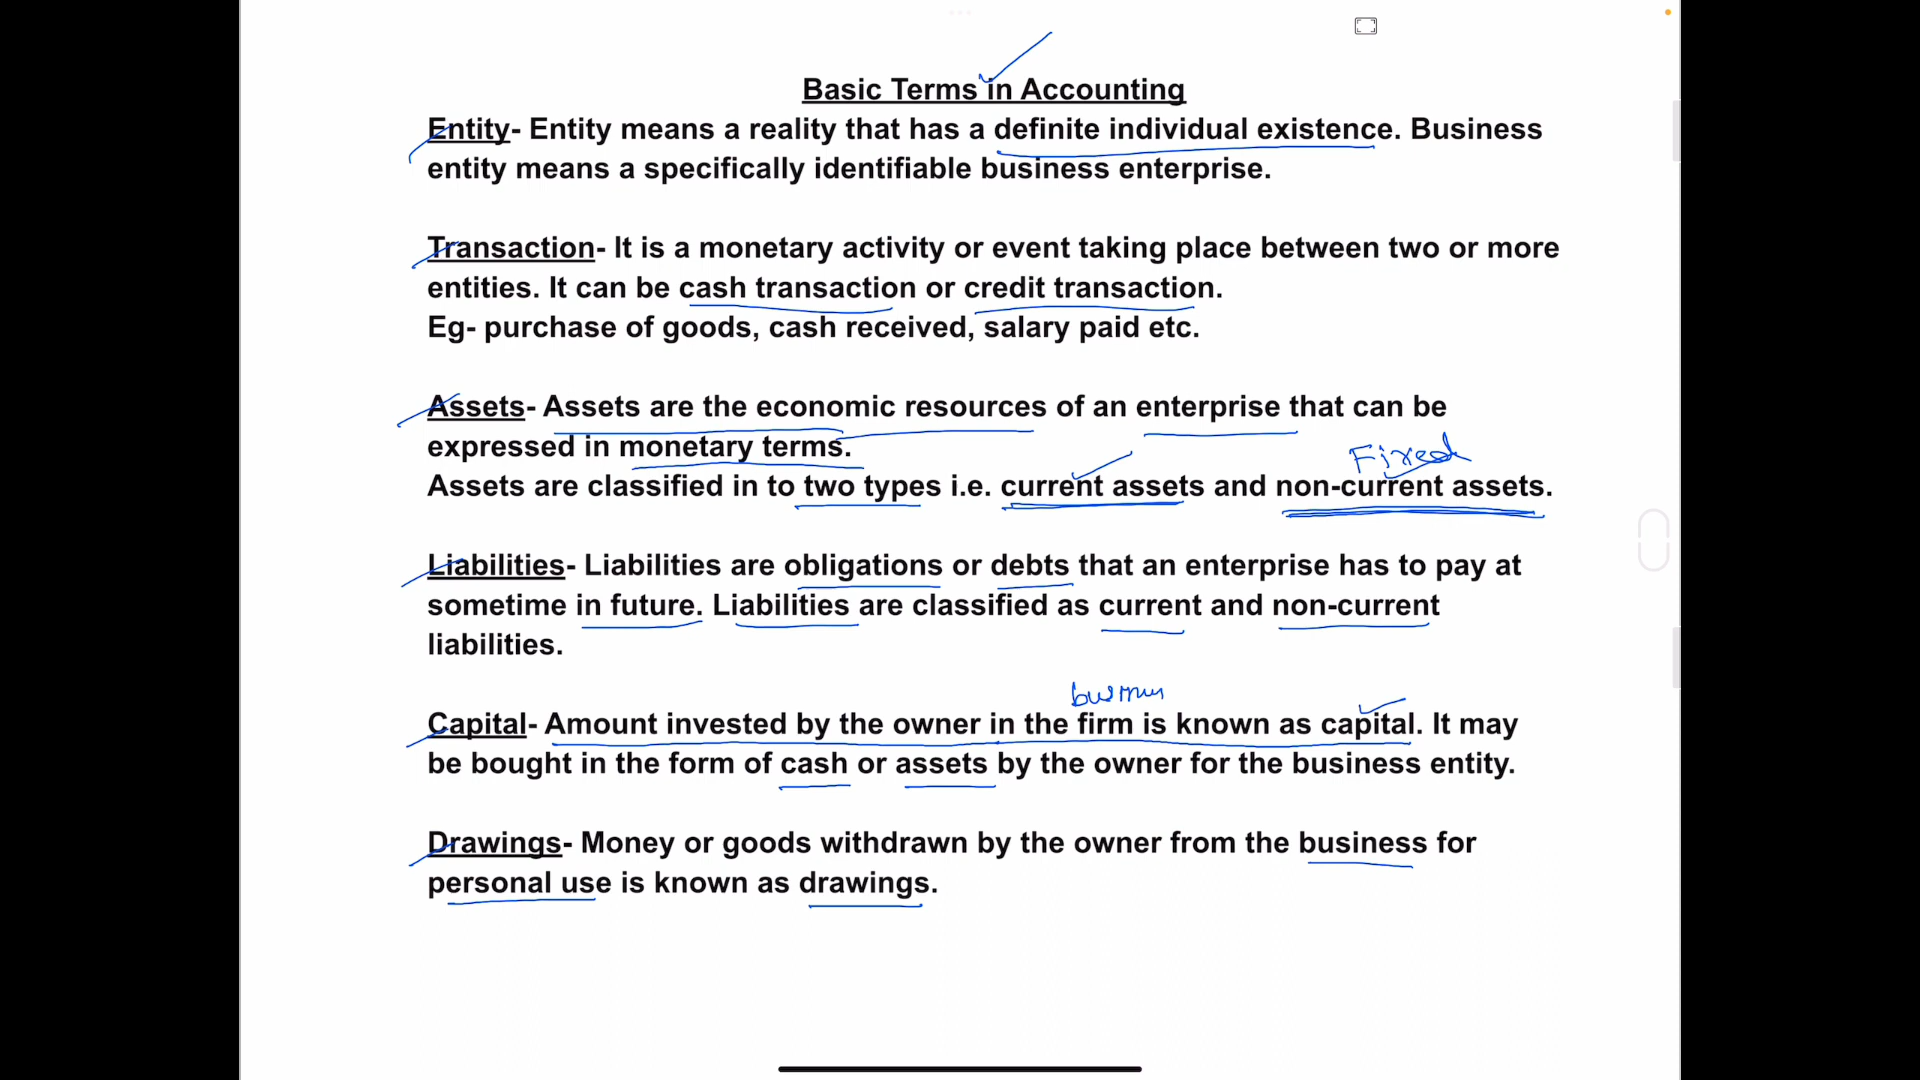 Basic Terms in Accounting
Entity- Entity means a reality that has a definite individual existence. Business
entity means a specifically identifiable business enterprise.
Transaction- It is a monetary activity or event taking place between two or more
entities. It can be cash transaction or credit transaction.
Eg- purchase of goods, cash received, salary paid etc.
Assets- Assets are the economic resources of an enterprise that can be
expressed in monetary terms.
Fixed
Assets are classified in to two types i.e. current assets and non-current assets.
Liabilities- Liabilities are obligations or debts that an enterprise has to pay at
sometime in future. Liabilities are classified as current and non-current
liabilities.
Capital- Amount invested by the owner in the firm is known as capital. It may
be bought in the form of cash or assets by the owner for the business entity.
Drawings- Money or goods withdrawn by the owner from the business for
personal use is known as drawings.